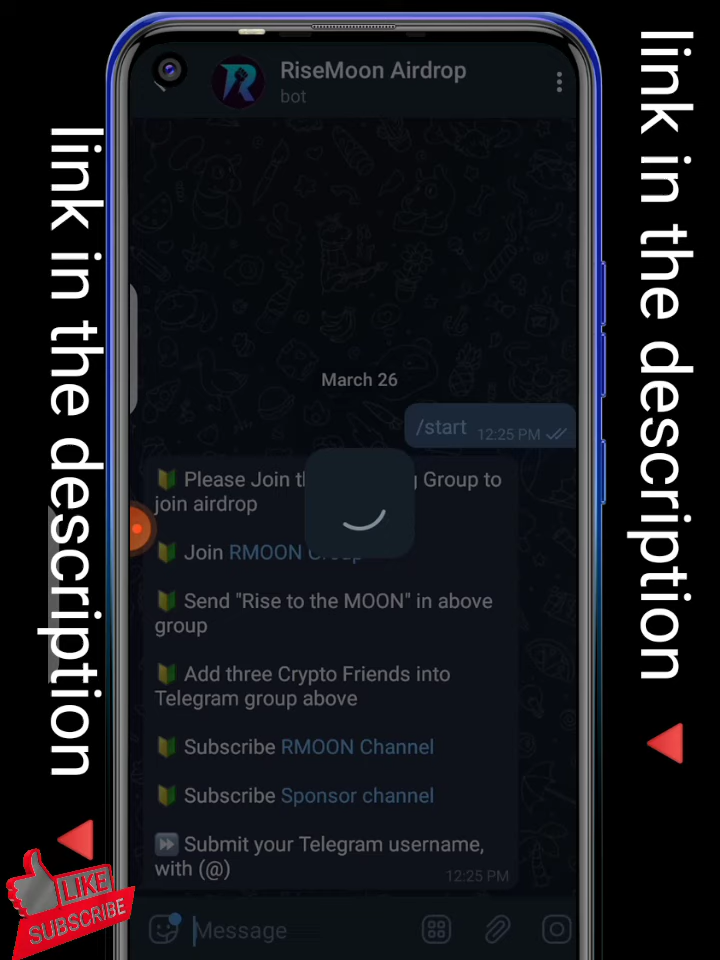 link in the description
link in the description
RiseMoon Airdrop
bot
March 26
/start 12:25 PM
🔰 Please Join th g Group to
join airdrop
🔰 Join RMOON
🔰 Send "Rise to the MOON" in above
group
🔰 Add three Crypto Friends into
Telegram group above
🔰 Subscribe RMOON Channel
🔰 Subscribe Sponsor channel
⏩ Submit your Telegram username,
with (@)
12:25 PM
Message
LIKE
SUBSCRIBE